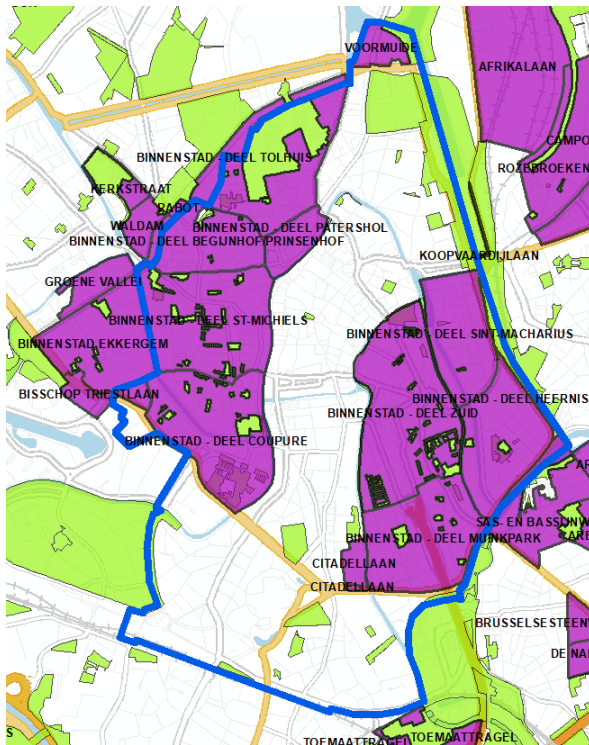 VOORMUIDE
AFRIKALAAN
CAMPO
BINNENSTAD - DEEL TOLHUIS
ROZEBROEKEN
KERKSTRAAT
RABOT
WALDAM
BINNENSTAD - DEEL PATERSHOL
BINNENSTAD - DEEL BEGIJNHOF/PRINSENHOF
KOOPVAARDIJLAAN
GROENE VALLEI
BINNENSTAD - DEEL ST-MICHIELS
BINNENSTAD - DEEL SINT-MACHARIUS
BINNENSTAD EKKERGEM
BISSCHOP TRIESTLAAN
BINNENSTAD - DEEL HEERNIS
BINNENSTAD - DEEL ZUID
BINNENSTAD - DEEL COUPURE
SAS- EN BASSIJNW
BINNENSTAD - DEEL MUINKPARK
CITADELLAAN
CITADELLAAN
BRUSSELSESTEENW
DE NA
S
TOEMAATTRAGEL
TOEMAATTRAGEL